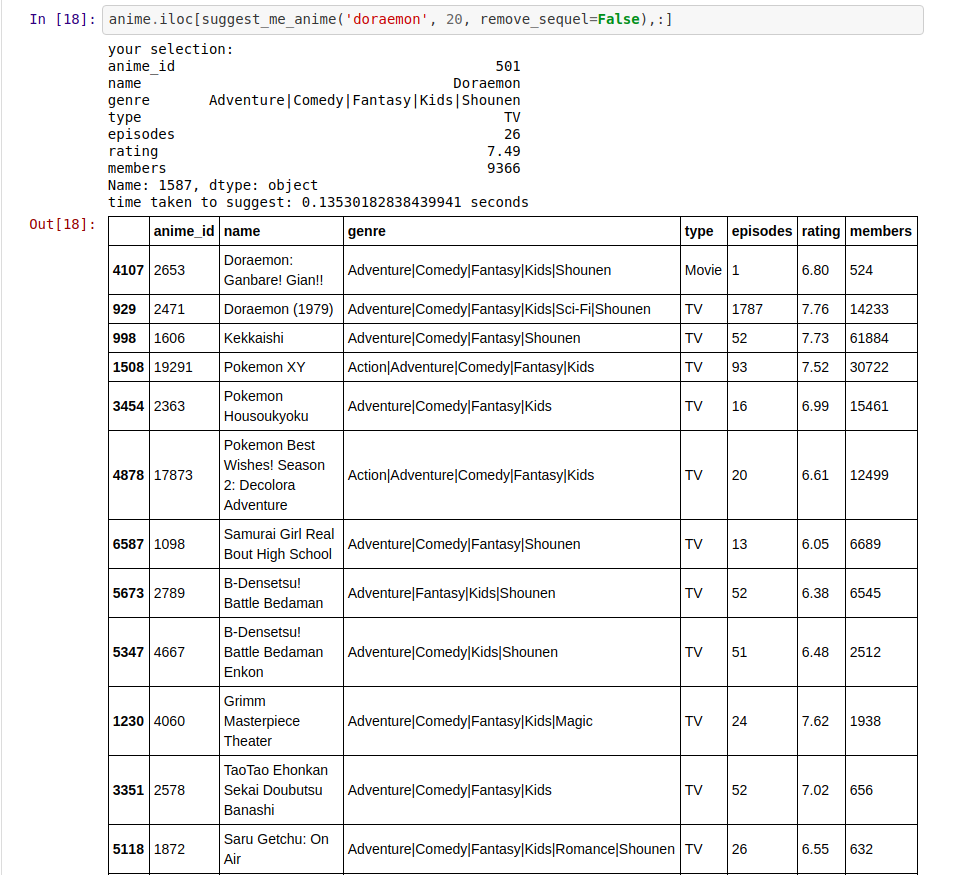 In [18]: anime.iloc[suggest_me_anime('doraemon', 20, remove_sequel=False),:]
your selection:
anime_id 501
name Doraemon
genre Adventure|Comedy|Fantasy|Kids|Shounen
type TV
episodes 26
rating 7.49
members 9366
Name: 1587, dtype: object
time taken to suggest: 0.13530182838439941 seconds
Out[18]:
anime_id name genre type episodes rating members
4107 2653 Doraemon: Ganbare! Gian!! Adventure|Comedy|Fantasy|Kids|Shounen Movie 1 6.80 524
929 2471 Doraemon (1979) Adventure|Comedy|Fantasy|Kids|Sci-Fi|Shounen TV 1787 7.76 14233
998 1606 Kekkaishi Adventure|Comedy|Fantasy|Shounen TV 52 7.73 61884
1508 19291 Pokemon XY Action|Adventure|Comedy|Fantasy|Kids TV 93 7.52 30722
3454 2363 Pokemon Housoukyoku Adventure|Comedy|Fantasy|Kids TV 16 6.99 15461
4878 17873 Pokemon Best Wishes! Season 2: Decolora Adventure Action|Adventure|Comedy|Fantasy|Kids TV 20 6.61 12499
6587 1098 Samurai Girl Real Bout High School Adventure|Comedy|Fantasy|Shounen TV 13 6.05 6689
5673 2789 B-Densetsu! Battle Bedaman Adventure|Fantasy|Kids|Shounen TV 52 6.38 6545
5347 4667 B-Densetsu! Battle Bedaman Enkon Adventure|Comedy|Kids|Shounen TV 51 6.48 2512
1230 4060 Grimm Masterpiece Theater Adventure|Comedy|Fantasy|Kids|Magic TV 24 7.62 1938
3351 2578 TaoTao Ehonkan Sekai Doubutsu Banashi Adventure|Comedy|Fantasy|Kids TV 52 7.02 656
5118 1872 Saru Getchu: On Air Adventure|Comedy|Fantasy|Kids|Romance|Shounen TV 26 6.55 632